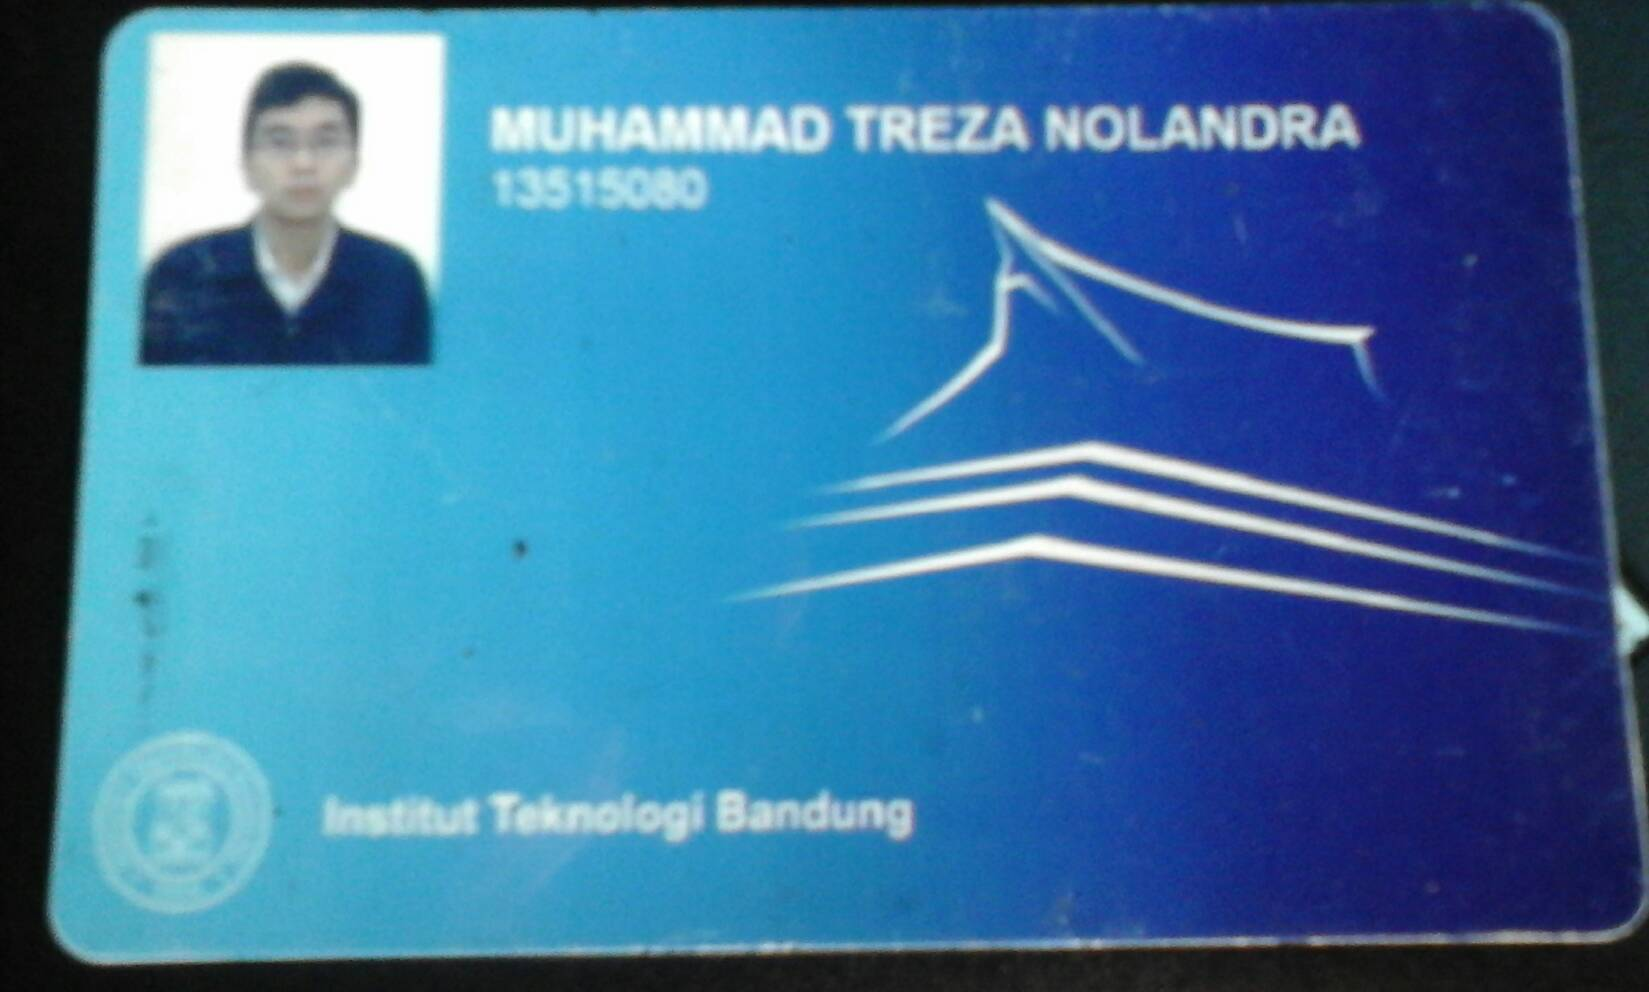 MUHAMMAD TREZA NOLANDRA
13515080
Institut Teknologi Bandung